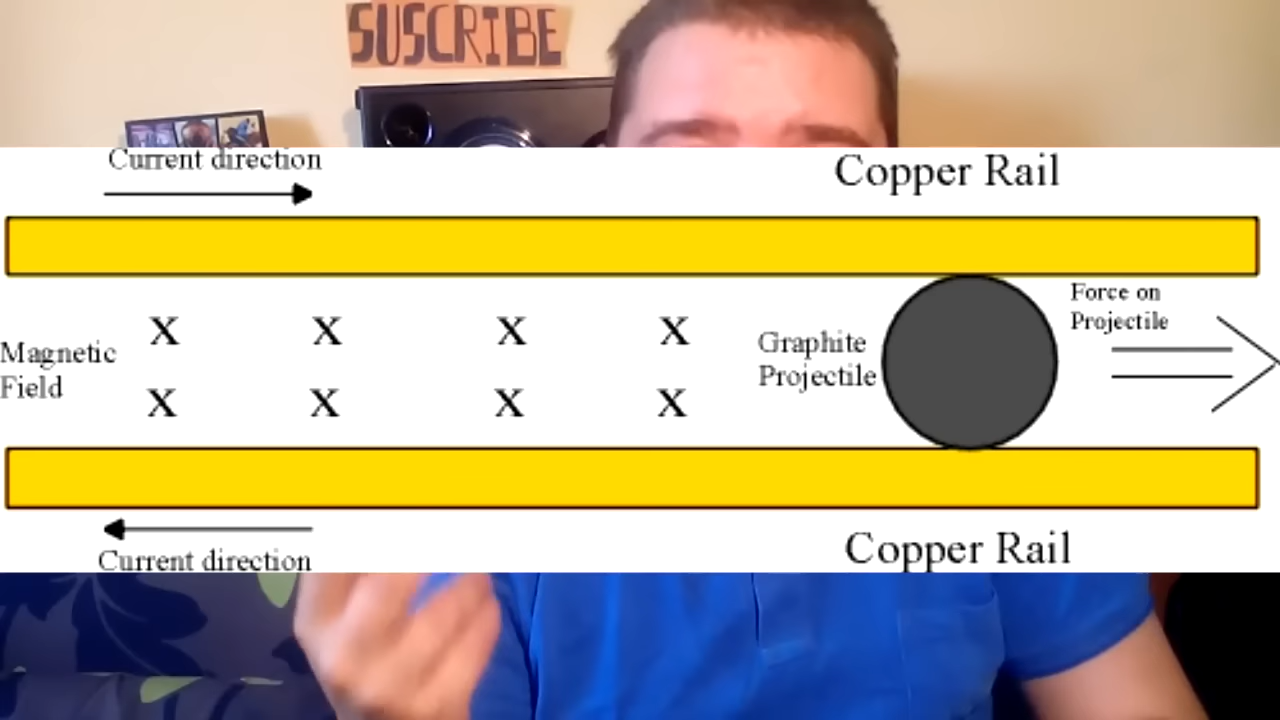 SUSCRIBE
Current direction
Copper Rail
Force on
Projectile
X X X X
Magnetic
Field
Graphite
Projectile
X X X X
Current direction
Copper Rail